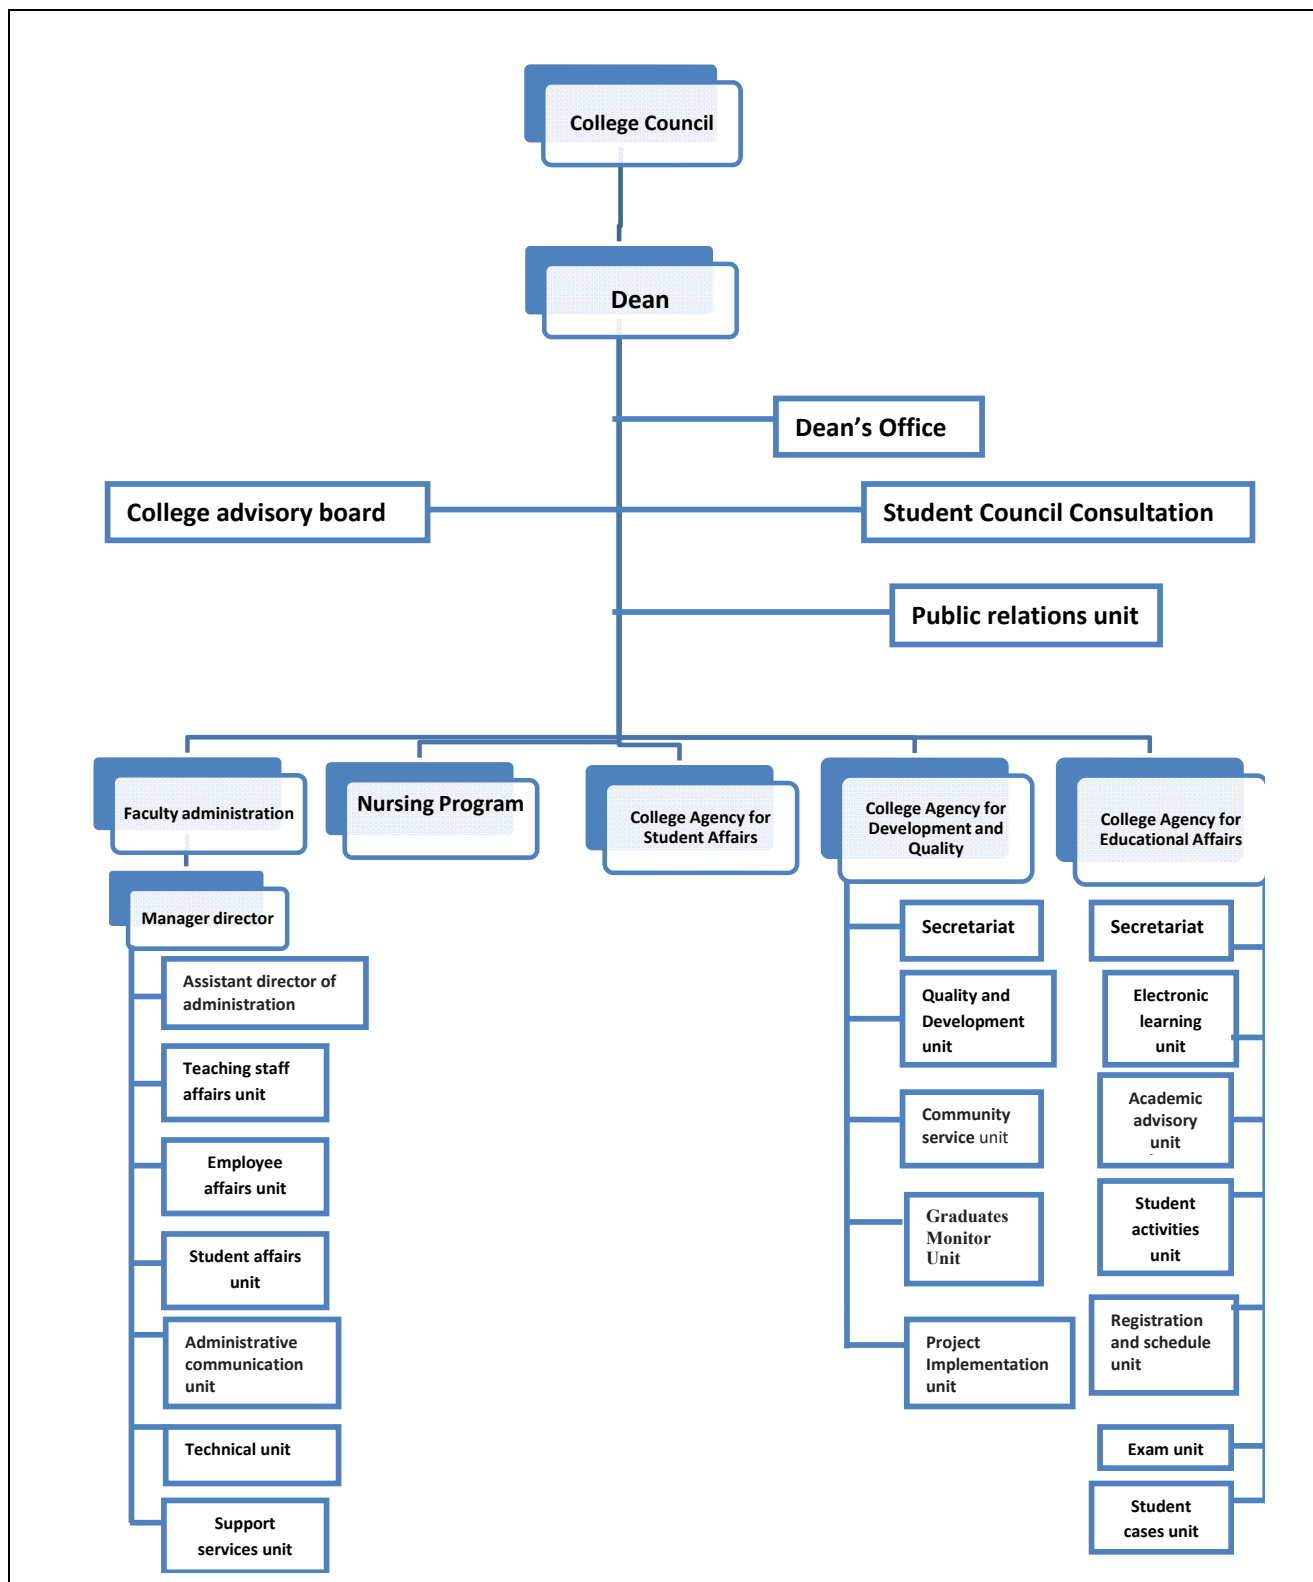 College Council
Dean
Dean's Office
College advisory board
Student Council Consultation
Public relations unit
Faculty administration
Nursing Program
College Agency for
Student Affairs
College Agency for
Development and
Quality
College Agency for
Educational Affairs
Manager director
Assistant director of
administration
Teaching staff
affairs unit
Employee
affairs unit
Student affairs
unit
Administrative
communication
unit
Technical unit
Support
services unit
Secretariat
Quality and
Development
unit
Community
service unit
Graduates
Monitor
Unit
Project
Implementation
unit
Secretariat
Electronic
learning
unit
Academic
advisory
unit
Student
activities
unit
Registration
and schedule
unit
Exam unit
Student
cases unit